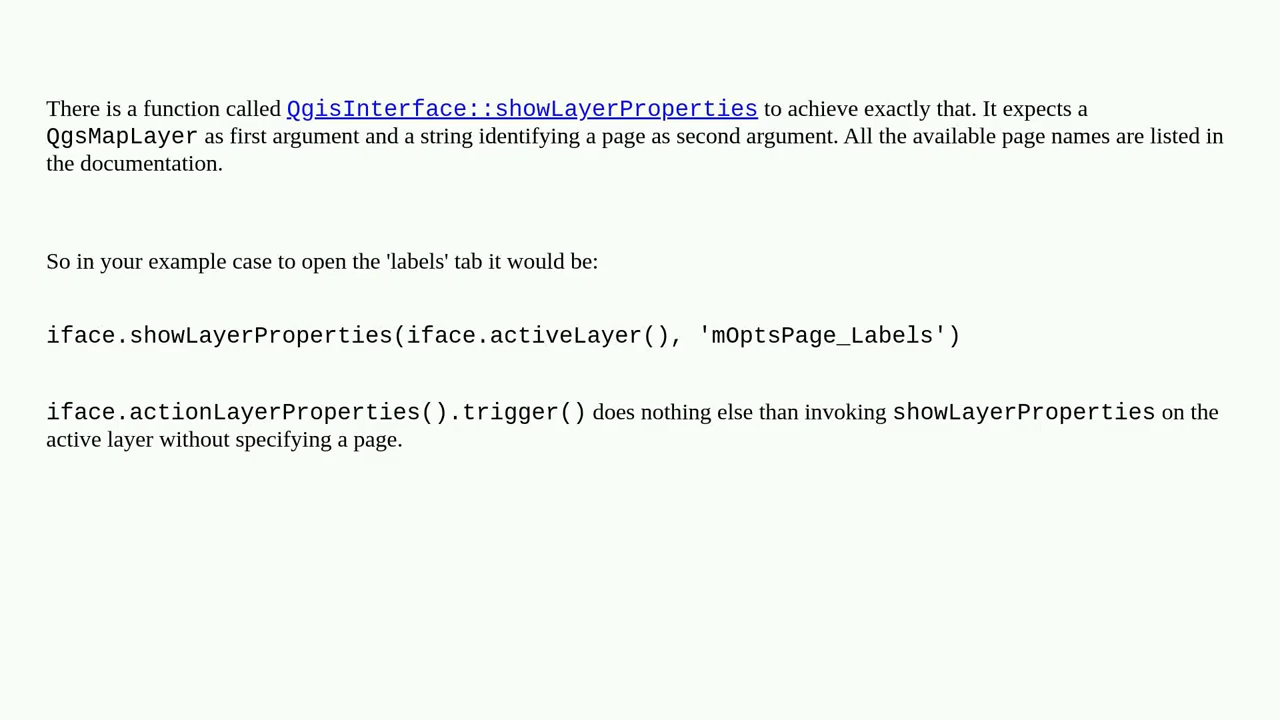 There is a function called QgisInterface::showLayerProperties to achieve exactly that. It expects a
QgsMapLayer as first argument and a string identifying a page as second argument. All the available page names are listed in
the documentation.
So in your example case to open the 'labels' tab it would be:
iface.showLayerProperties(iface.activeLayer(), 'mOptsPage_Labels')
iface.actionLayerProperties().trigger() does nothing else than invoking showLayerProperties on the
active layer without specifying a page.